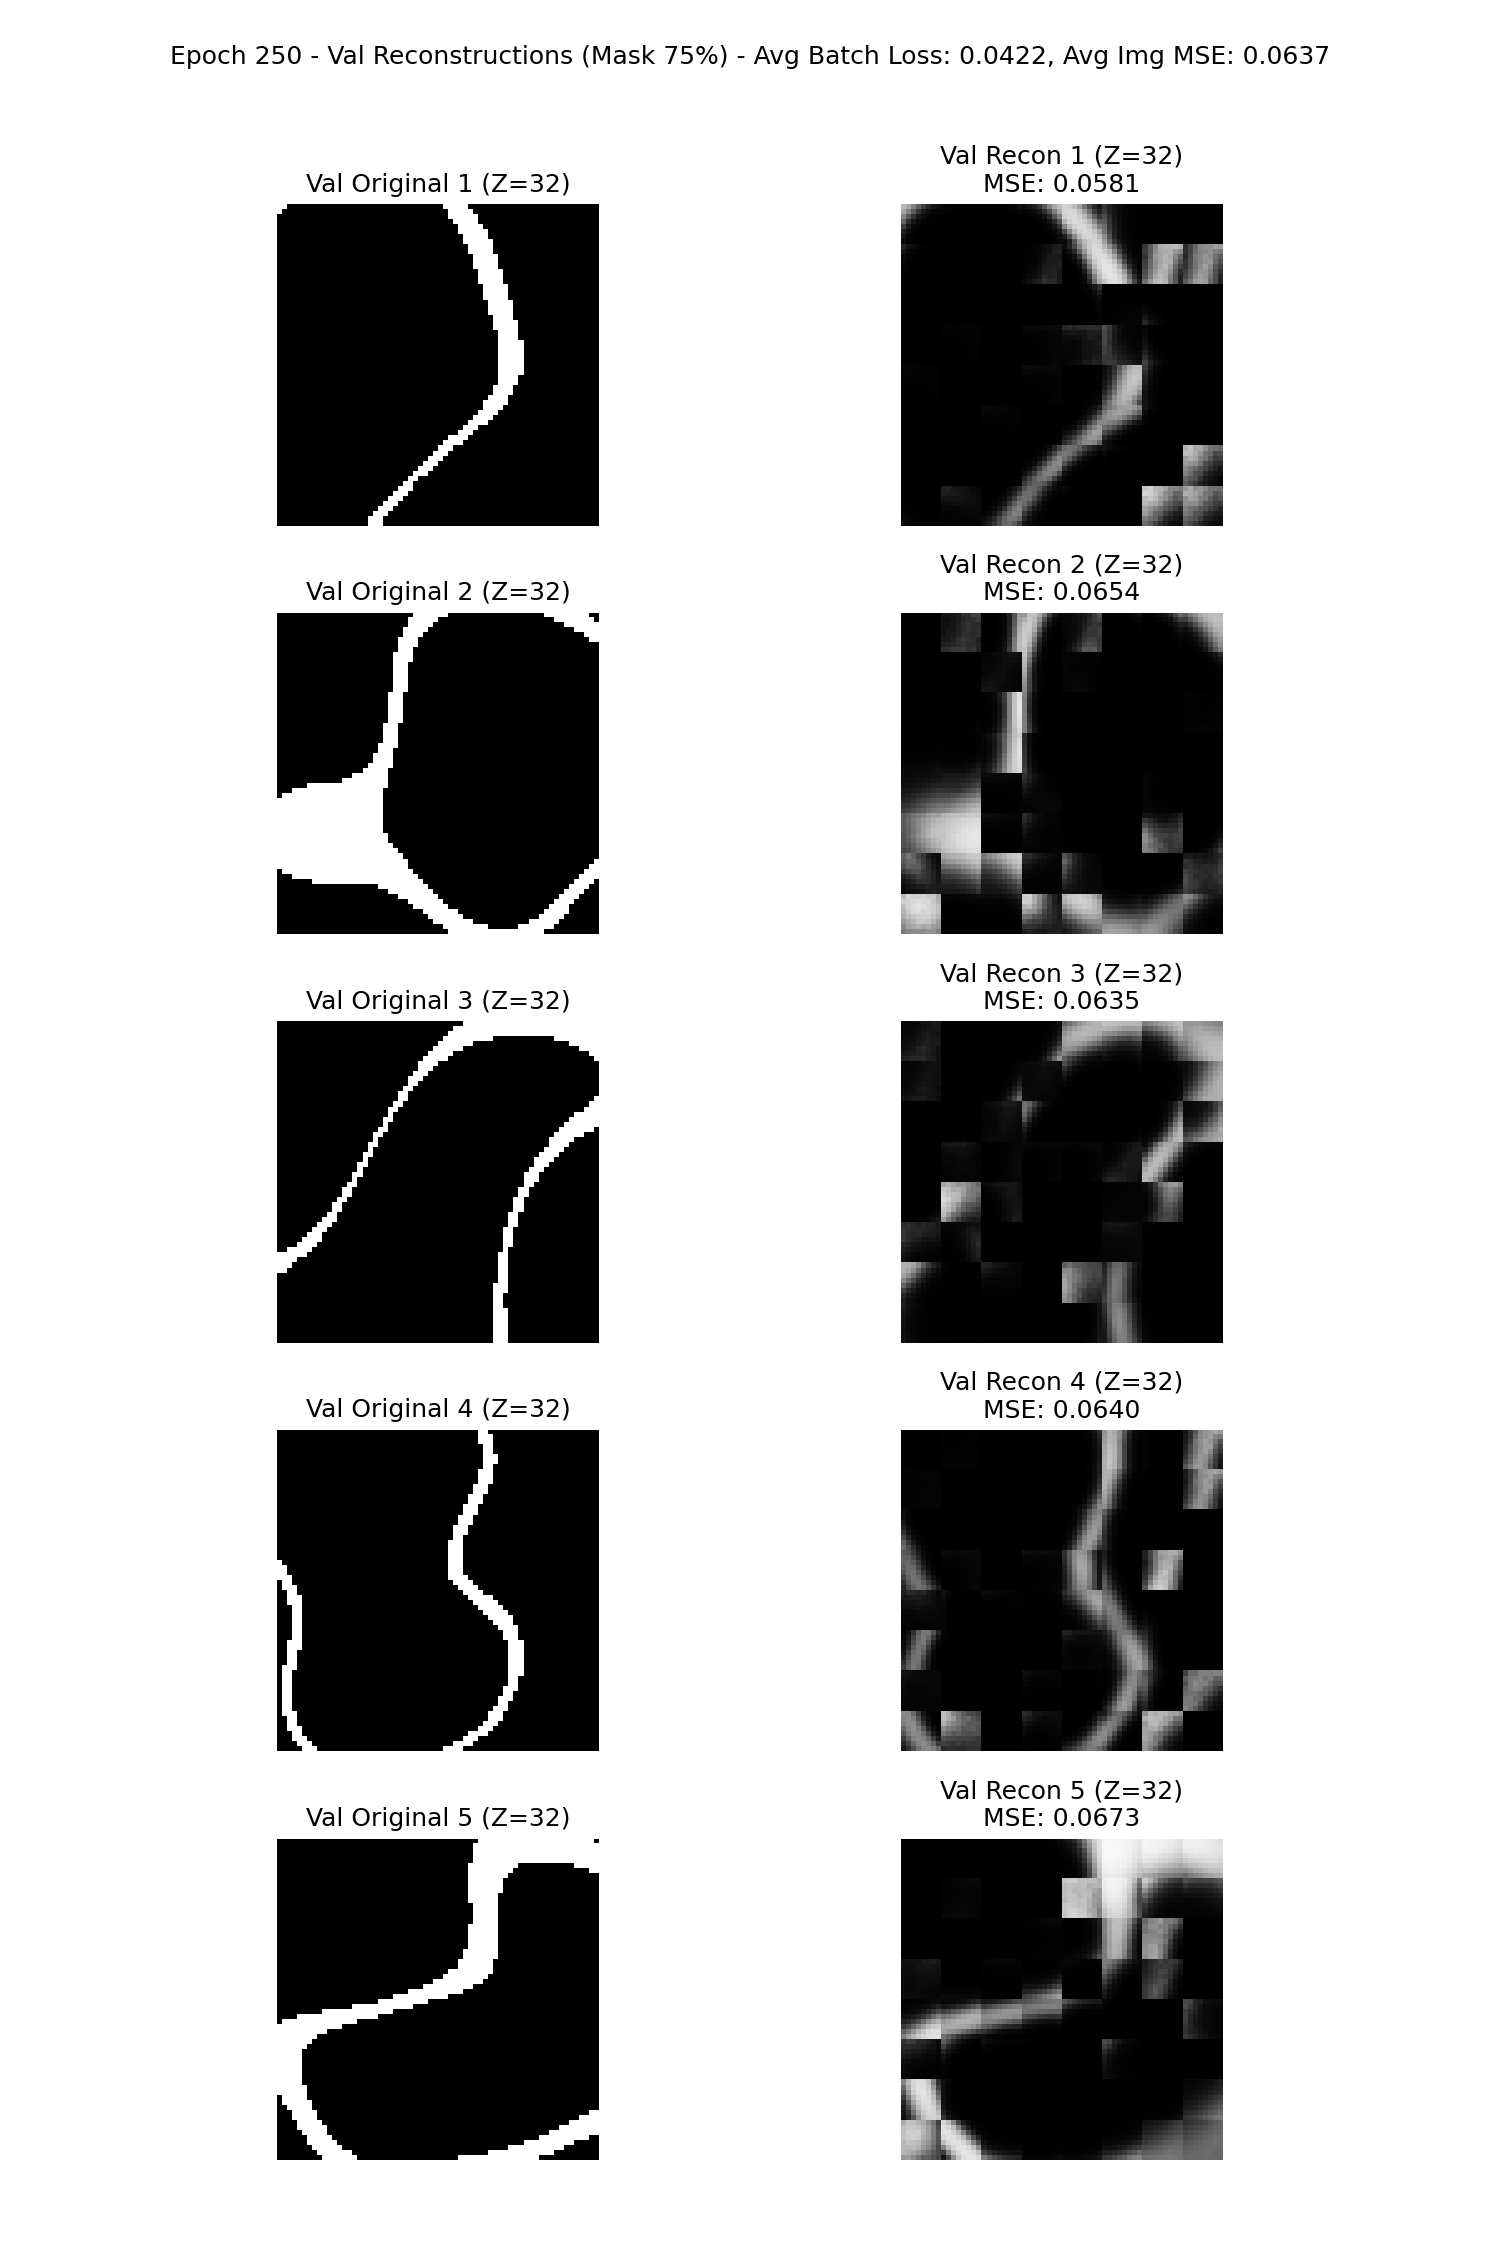 Epoch 250 - Val Reconstructions (Mask 75%) - Avg Batch Loss: 0.0422, Avg Img MSE: 0.0637
Val Original 1 (Z=32)
Val Recon 1 (Z=32)
MSE: 0.0581
Val Original 2 (Z=32)
Val Recon 2 (Z=32)
MSE: 0.0654
Val Original 3 (Z=32)
Val Recon 3 (Z=32)
MSE: 0.0635
Val Original 4 (Z=32)
Val Recon 4 (Z=32)
MSE: 0.0640
Val Original 5 (Z=32)
Val Recon 5 (Z=32)
MSE: 0.0673